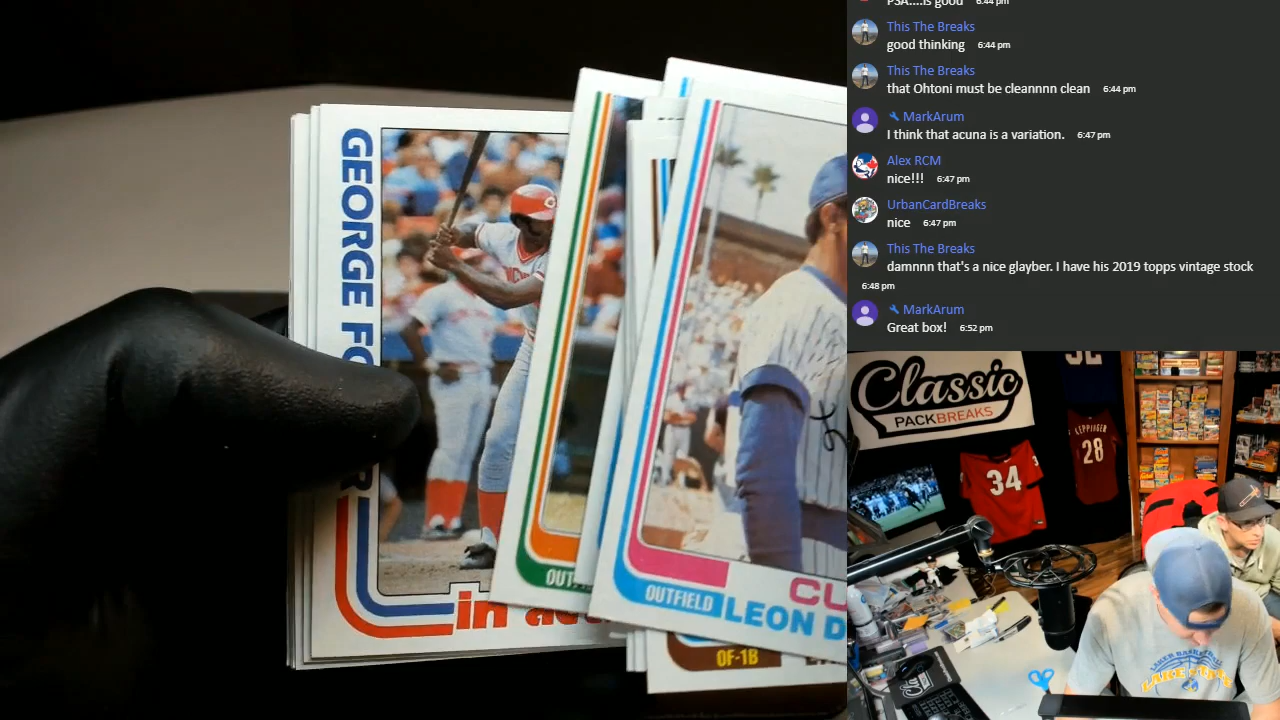 PSA....is good 6:44 pm
This The Breaks
good thinking 6:44 pm
This The Breaks
that Ohtoni must be cleannnn clean 6:44 pm
MarkArum
I think that acuna is a variation. 6:47 pm
Alex RCM
nice!!! 6:47 pm
UrbanCardBreaks
nice 6:47 pm
This The Breaks
damnnn that's a nice glayber. I have his 2019 topps vintage stock
6:48 pm
MarkArum
Great box! 6:52 pm
GEORGE FO
R
in ac
OUT
OUTFIELD
CU
LEON D
OF-1B
Classic
PACKBREAKS
34
LEPPINGER
28